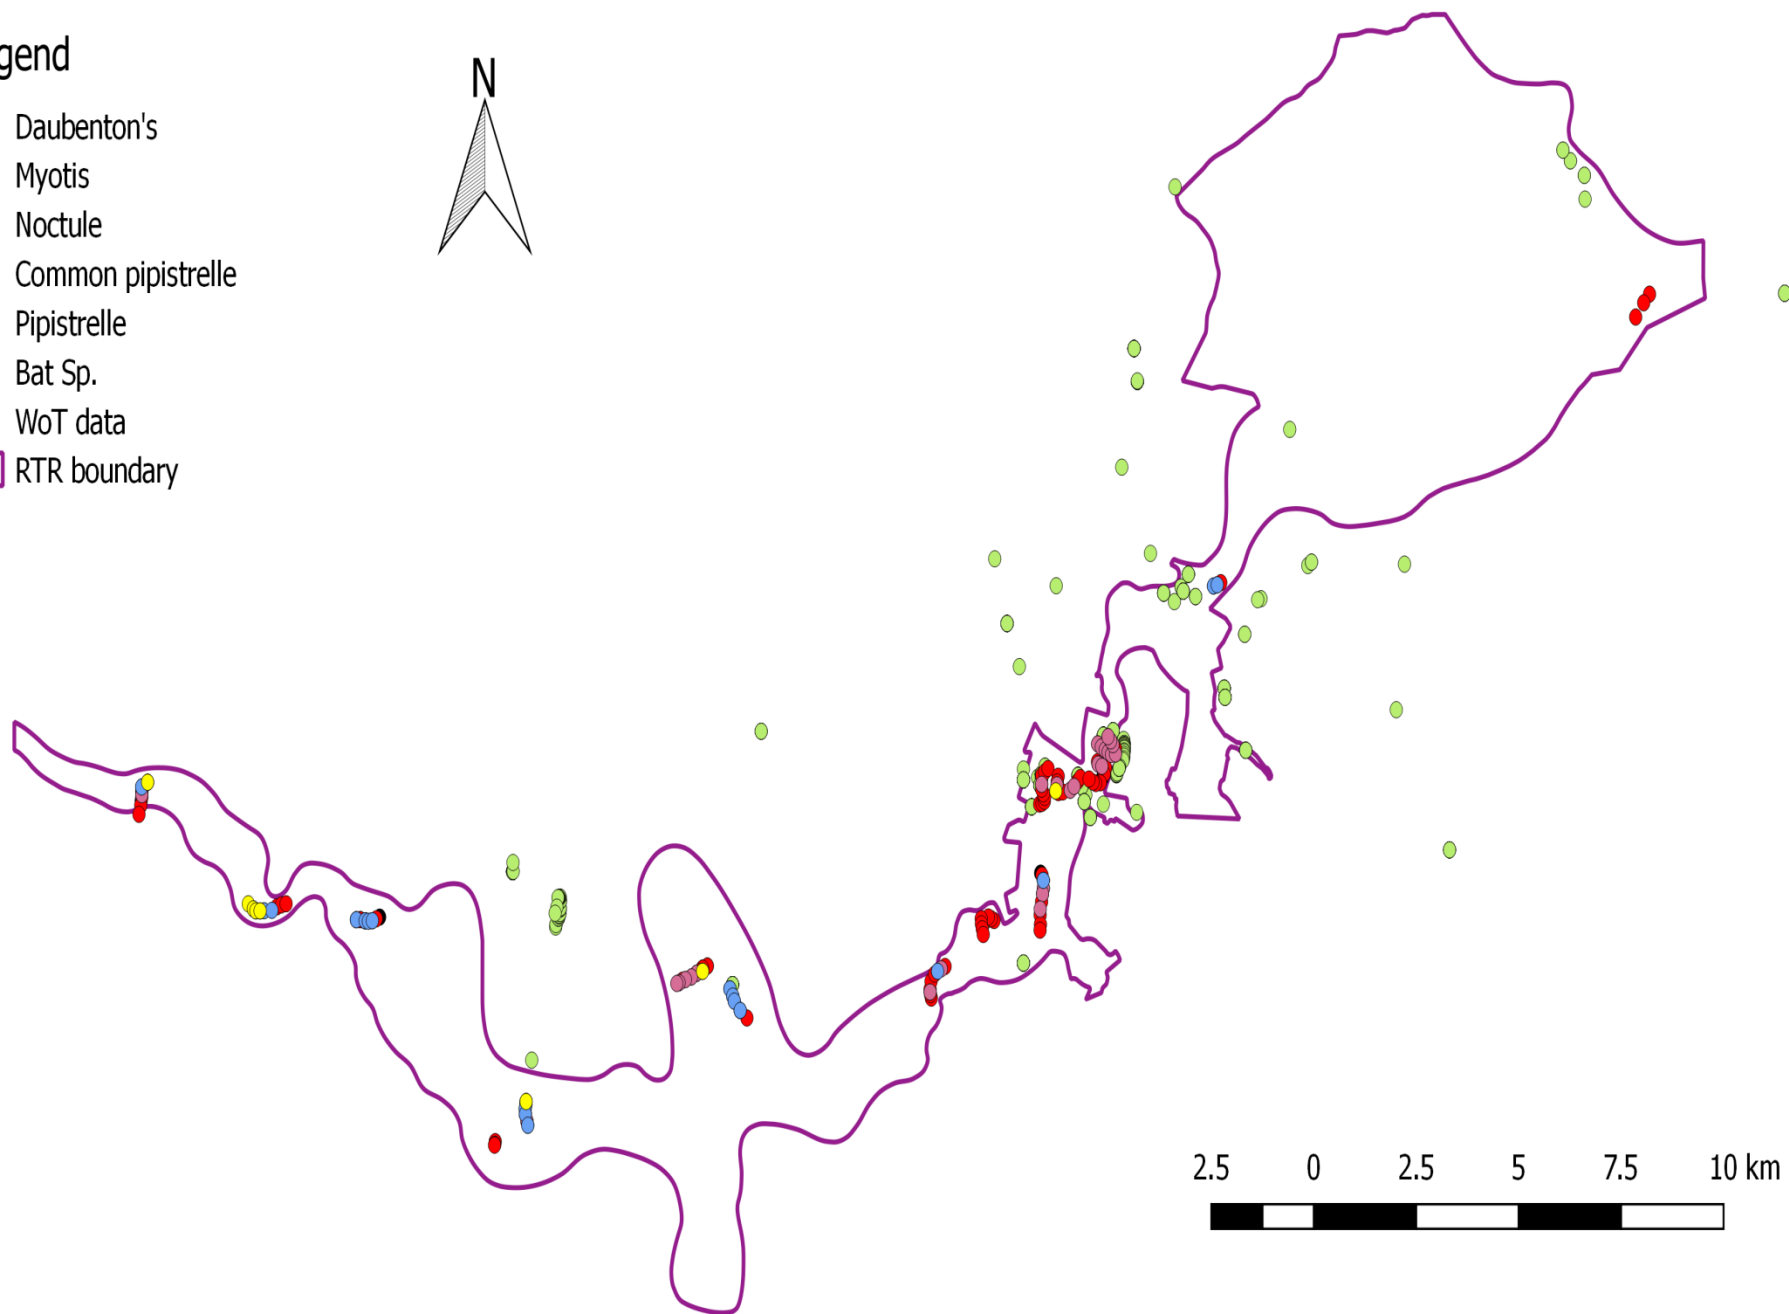 gend
N
Daubenton's
Myotis
Noctule
Common pipistrelle
Pipistrelle
Bat Sp.
WoT data
RTR boundary
2.5 0 2.5 5 7.5 10 km